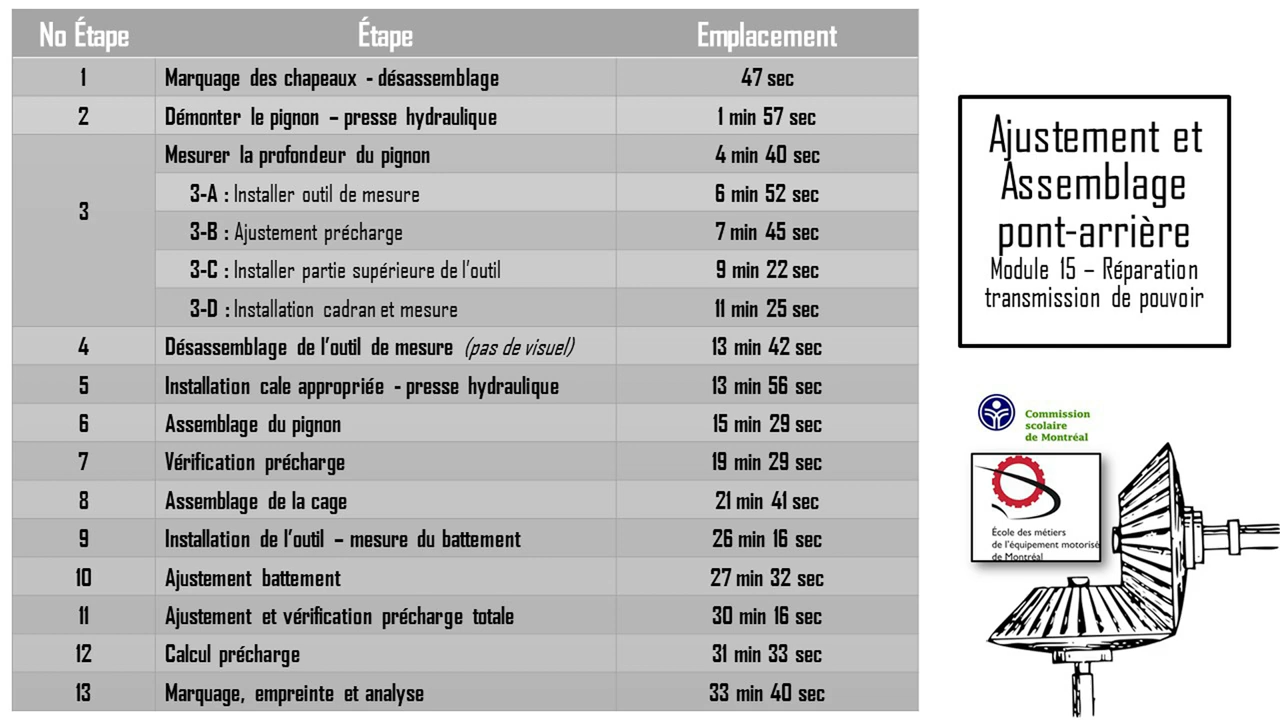 No Étape Étape Emplacement
1 Marquage des chapeaux - désassemblage 47 sec
2 Démonter le pignon – presse hydraulique 1 min 57 sec
3 Mesurer la profondeur du pignon 4 min 40 sec
3-A : Installer outil de mesure 6 min 52 sec
3-B : Ajustement précharge 7 min 45 sec
3-C : Installer partie supérieure de l'outil 9 min 22 sec
3-D : Installation cadran et mesure 11 min 25 sec
4 Désassemblage de l'outil de mesure (pas de visuel) 13 min 42 sec
5 Installation cale appropriée - presse hydraulique 13 min 56 sec
6 Assemblage du pignon 15 min 29 sec
7 Vérification précharge 19 min 29 sec
8 Assemblage de la cage 21 min 41 sec
9 Installation de l'outil – mesure du battement 26 min 16 sec
10 Ajustement battement 27 min 32 sec
11 Ajustement et vérification précharge totale 30 min 16 sec
12 Calcul précharge 31 min 33 sec
13 Marquage, empreinte et analyse 33 min 40 sec
Ajustement et
Assemblage
pont-arrière
Module 15 – Réparation
transmission de pouvoir
Commission
scolaire
de Montréal
École des métiers
de l'équipement motorisé
de Montréal